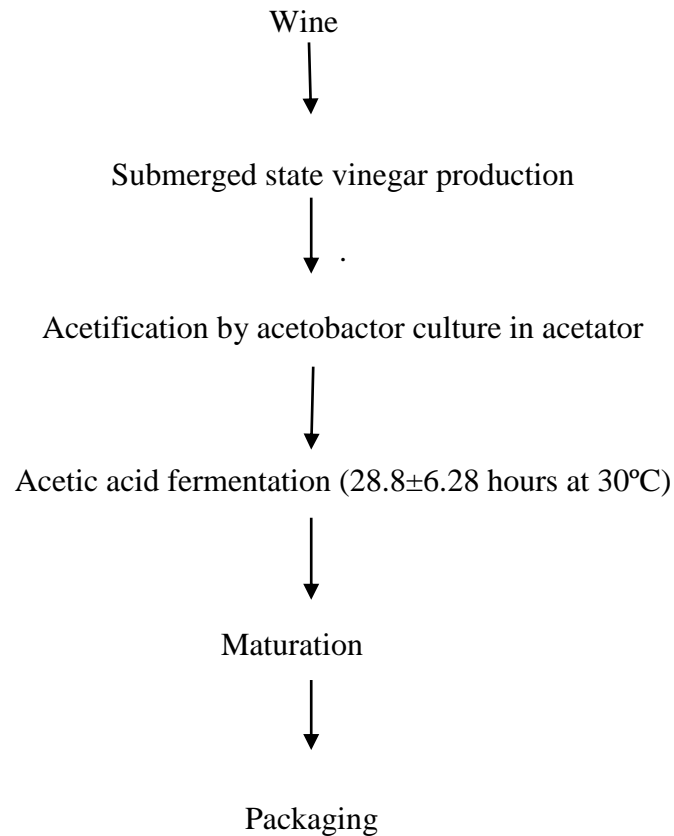 Wine
Submerged state vinegar production
.
Acetification by acetobactor culture in acetator
Acetic acid fermentation (28.8±6.28 hours at 30ºC)
Maturation
Packaging